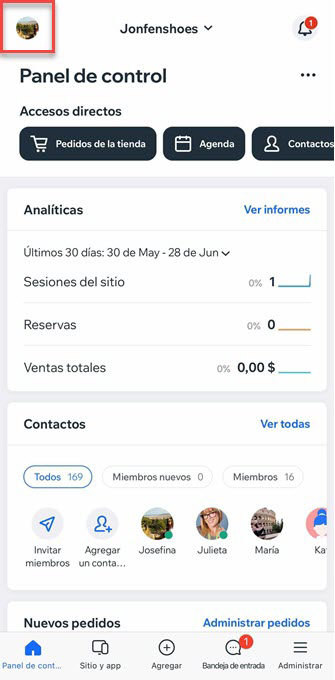 Jonfenshoes
1
Panel de control
Accesos directos
Pedidos de la tienda
Agenda
Contactos
Analíticas
Ver informes
Últimos 30 días: 30 de May - 28 de Jun
Sesiones del sitio 0% 1
Reservas 0% 0
Ventas totales 0% 0,00 $
Contactos
Ver todas
Todos 169
Miembros nuevos 0
Miembros 16
Invitar
miembros
Agregar
un conta...
Josefina
Julieta
María
Ka
Nuevos pedidos
Administrar pedidos
Panel de cont...
Sitio y app
Agregar
1
Bandeja de entrada
Administrar